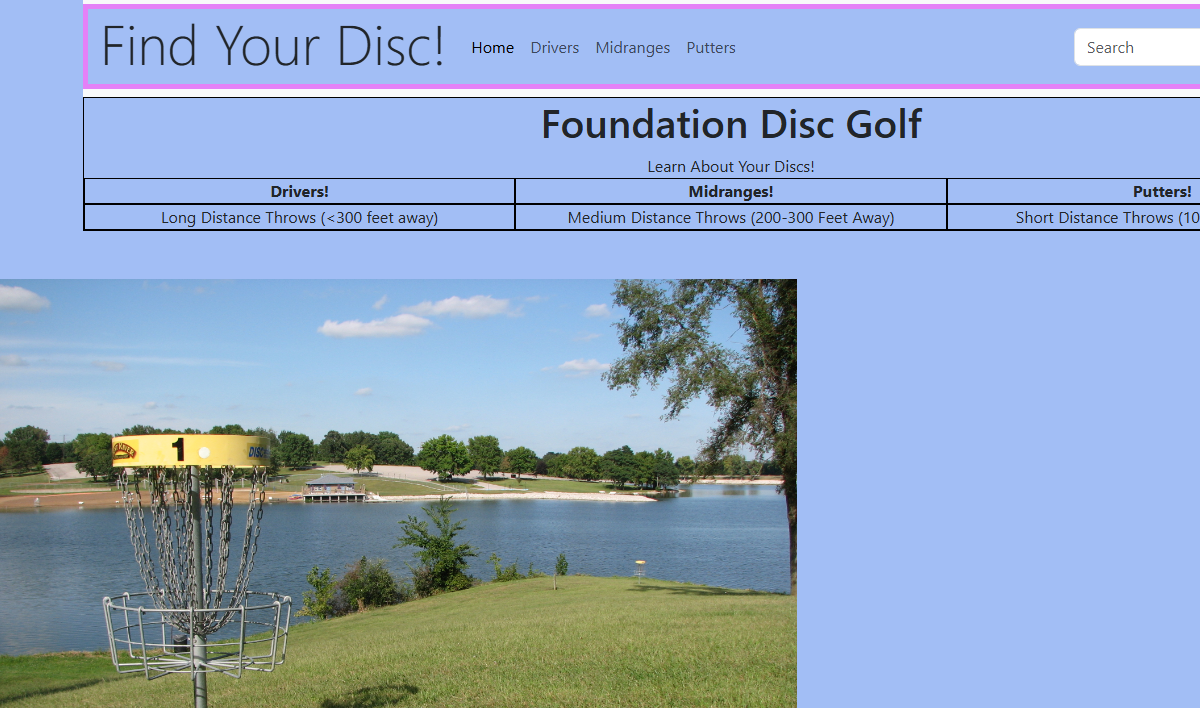 Find Your Disc! Home Drivers Midranges Putters Search
Foundation Disc Golf
Learn About Your Discs!
Drivers! Midranges! Putters!
Long Distance Throws (<300 feet away) Medium Distance Throws (200-300 Feet Away) Short Distance Throws (10
1 DISC